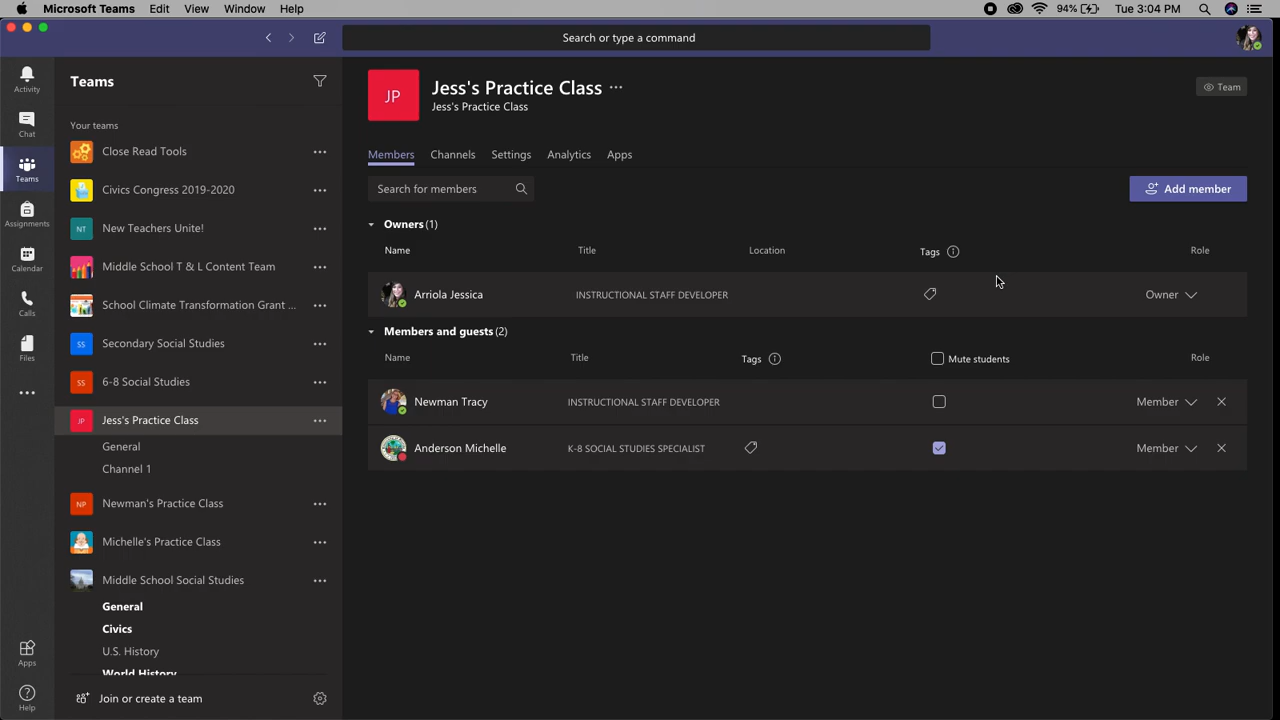 Microsoft Teams Edit View Window Help 94% Tue 3:04 PM
Search or type a command
Activity
Chat
Teams
Assignments
Calendar
Calls
Files
Apps
Help
Teams
Your teams
Close Read Tools
Civics Congress 2019-2020
NT New Teachers Unite!
Middle School T & L Content Team
School Climate Transformation Grant ...
SS Secondary Social Studies
SS 6-8 Social Studies
JP Jess's Practice Class
General
Channel 1
NP Newman's Practice Class
Michelle's Practice Class
Middle School Social Studies
General
Civics
U.S. History
World History
Join or create a team
JP
Jess's Practice Class
Jess's Practice Class
Team
Members Channels Settings Analytics Apps
Search for members
Add member
Owners (1)
Name Title Location Tags Role
Arriola Jessica INSTRUCTIONAL STAFF DEVELOPER Owner
Members and guests (2)
Name Title Tags Mute students Role
Newman Tracy INSTRUCTIONAL STAFF DEVELOPER Member
Anderson Michelle K-8 SOCIAL STUDIES SPECIALIST Member